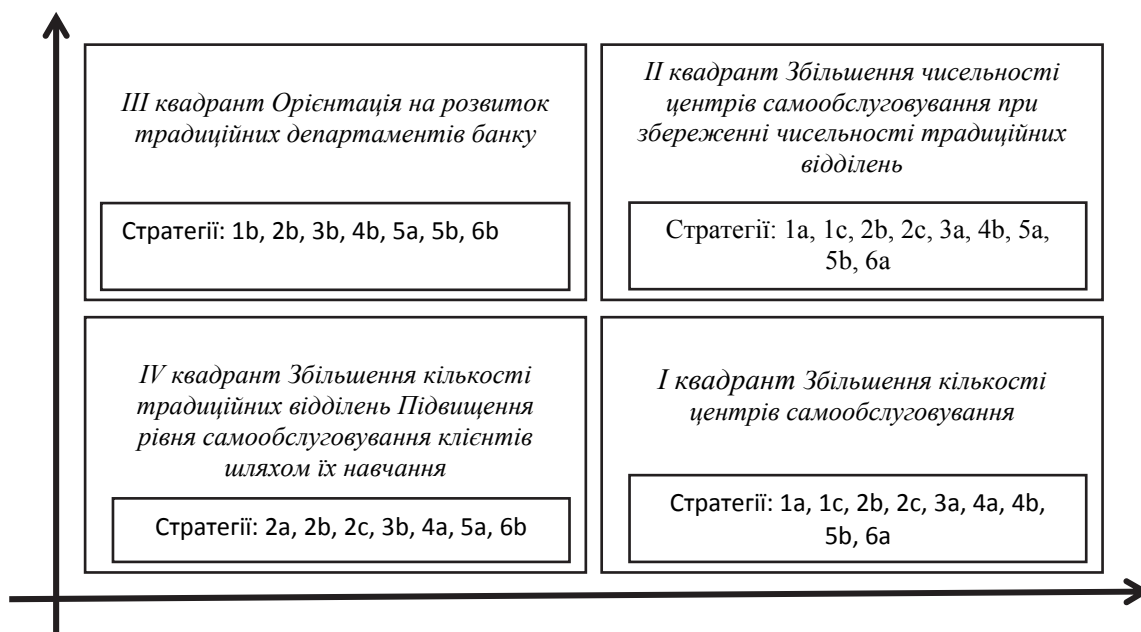 III квадрант Орієнтація на розвиток
традиційних департаментів банку
Стратегії: 1b, 2b, 3b, 4b, 5a, 5b, 6b
II квадрант Збільшення чисельності
центрів самообслуговування при
збереженні чисельності традиційних
відділень
Стратегії: 1a, 1c, 2b, 2c, 3a, 4b, 5a,
5b, 6a
IV квадрант Збільшення кількості
традиційних відділень Підвищення
рівня самообслуговування клієнтів
шляхом їх навчання
Стратегії: 2a, 2b, 2c, 3b, 4a, 5a, 6b
I квадрант Збільшення кількості
центрів самообслуговування
Стратегії: 1a, 1c, 2b, 2c, 3a, 4a, 4b,
5b, 6a